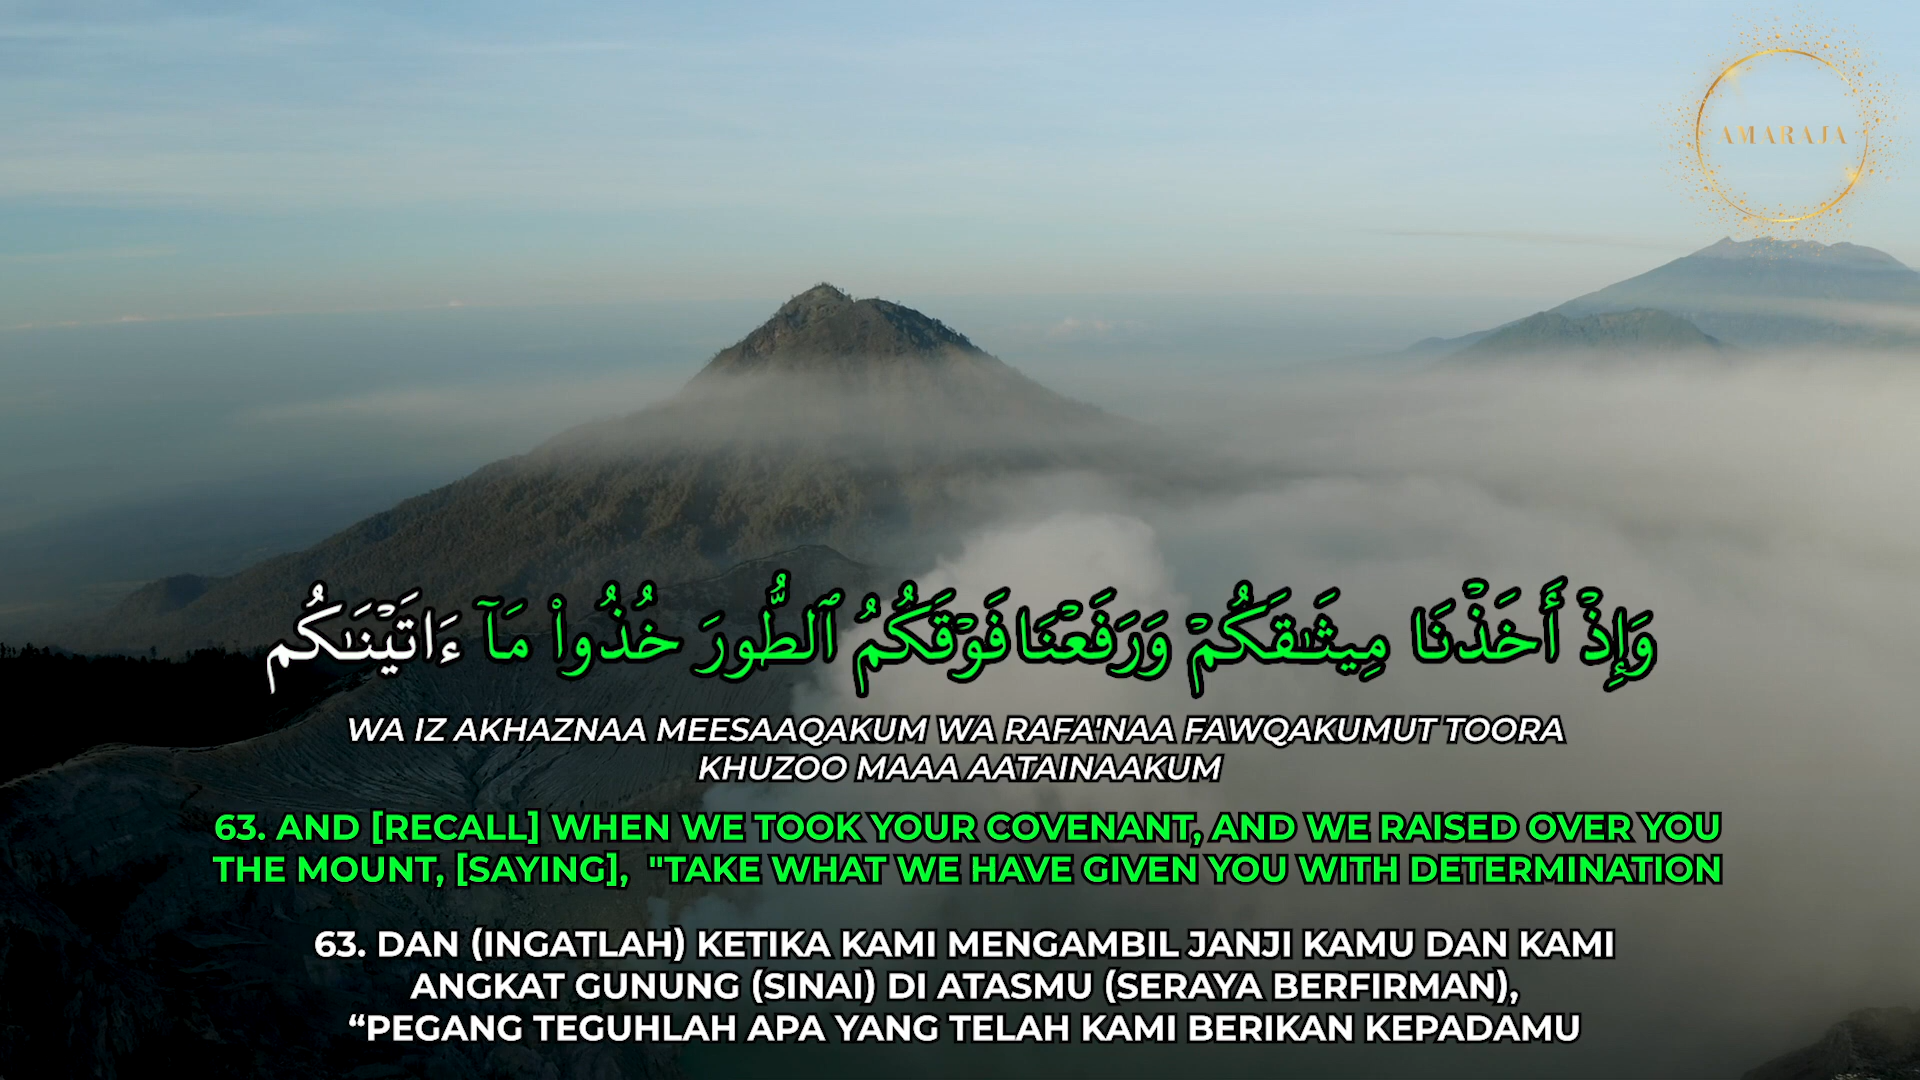 AMARAJA
وَإِذْ أَخَذْنَا مِيثَٰقَكُمْ وَرَفَعْنَا فَوْقَكُمُ ٱلطُّورَ خُذُوا۟ مَآ ءَاتَيْنَٰكُم
WA IZ AKHAZNAA MEESAAQAKUM WA RAFA'NAA FAWQAKUMUT TOORA
KHUZOO MAAA AATAINAAKUM
63. AND [RECALL] WHEN WE TOOK YOUR COVENANT, AND WE RAISED OVER YOU
THE MOUNT, [SAYING], "TAKE WHAT WE HAVE GIVEN YOU WITH DETERMINATION
63. DAN (INGATLAH) KETIKA KAMI MENGAMBIL JANJI KAMU DAN KAMI
ANGKAT GUNUNG (SINAI) DI ATASMU (SERAYA BERFIRMAN),
“PEGANG TEGUHLAH APA YANG TELAH KAMI BERIKAN KEPADAMU